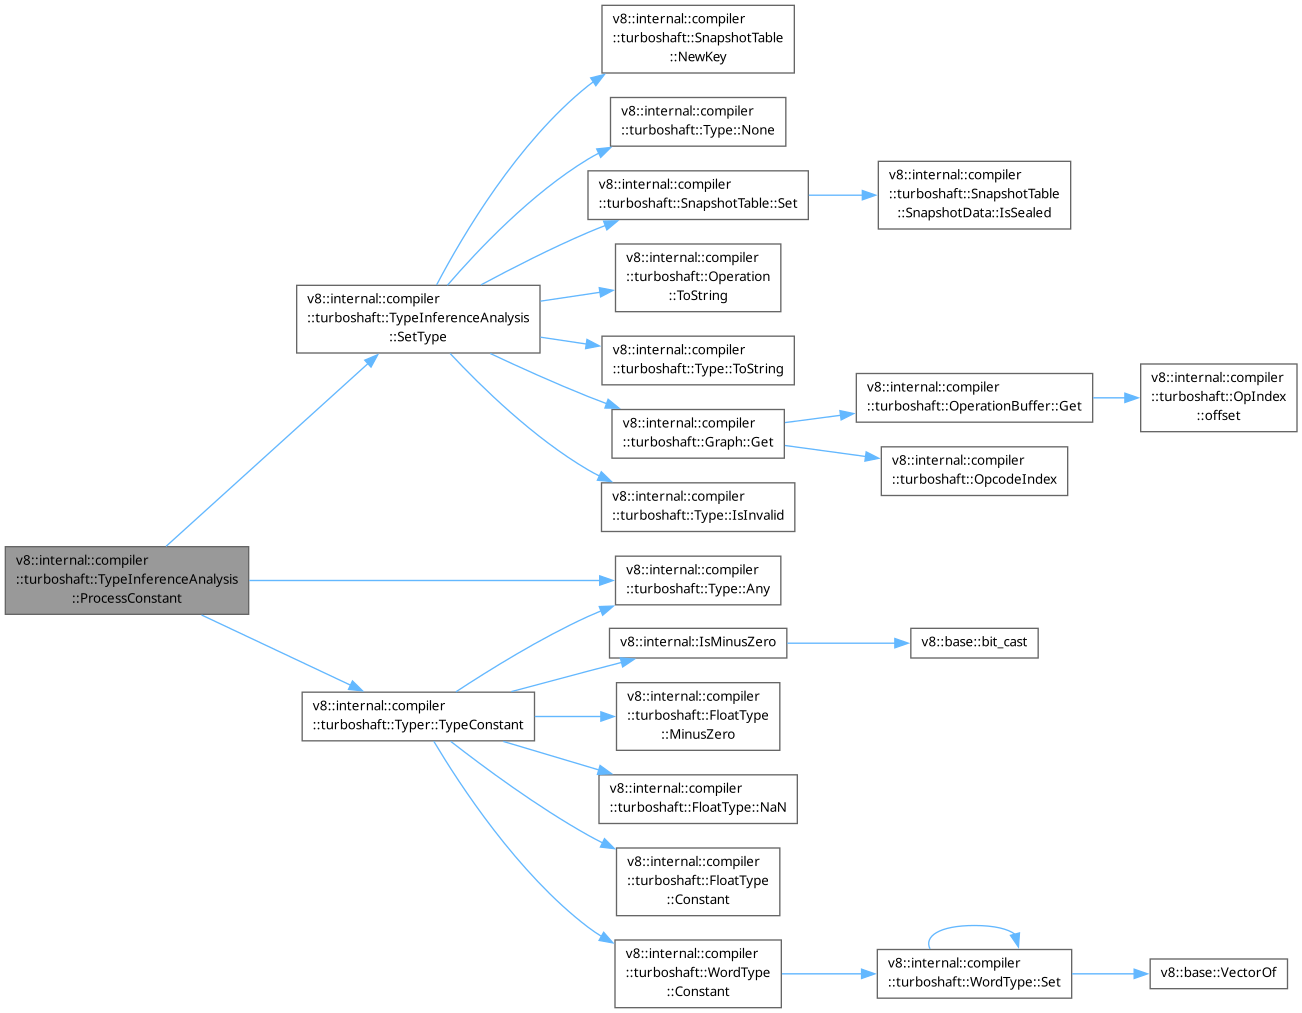 v8::internal::compiler
::turboshaft::SnapshotTable
::NewKey
v8::internal::compiler
::turboshaft::Type::None
v8::internal::compiler
::turboshaft::SnapshotTable::Set
v8::internal::compiler
::turboshaft::SnapshotTable
::SnapshotData::IsSealed
v8::internal::compiler
::turboshaft::Operation
::ToString
v8::internal::compiler
::turboshaft::TypeInferenceAnalysis
::SetType
v8::internal::compiler
::turboshaft::Type::ToString
v8::internal::compiler
::turboshaft::Graph::Get
v8::internal::compiler
::turboshaft::OperationBuffer::Get
v8::internal::compiler
::turboshaft::OpIndex
::offset
v8::internal::compiler
::turboshaft::OpcodeIndex
v8::internal::compiler
::turboshaft::Type::IsInvalid
v8::internal::compiler
::turboshaft::TypeInferenceAnalysis
::ProcessConstant
v8::internal::compiler
::turboshaft::Type::Any
v8::internal::IsMinusZero
v8::base::bit_cast
v8::internal::compiler
::turboshaft::Typer::TypeConstant
v8::internal::compiler
::turboshaft::FloatType
::MinusZero
v8::internal::compiler
::turboshaft::FloatType::NaN
v8::internal::compiler
::turboshaft::FloatType
::Constant
v8::internal::compiler
::turboshaft::WordType
::Constant
v8::internal::compiler
::turboshaft::WordType::Set
v8::base::VectorOf